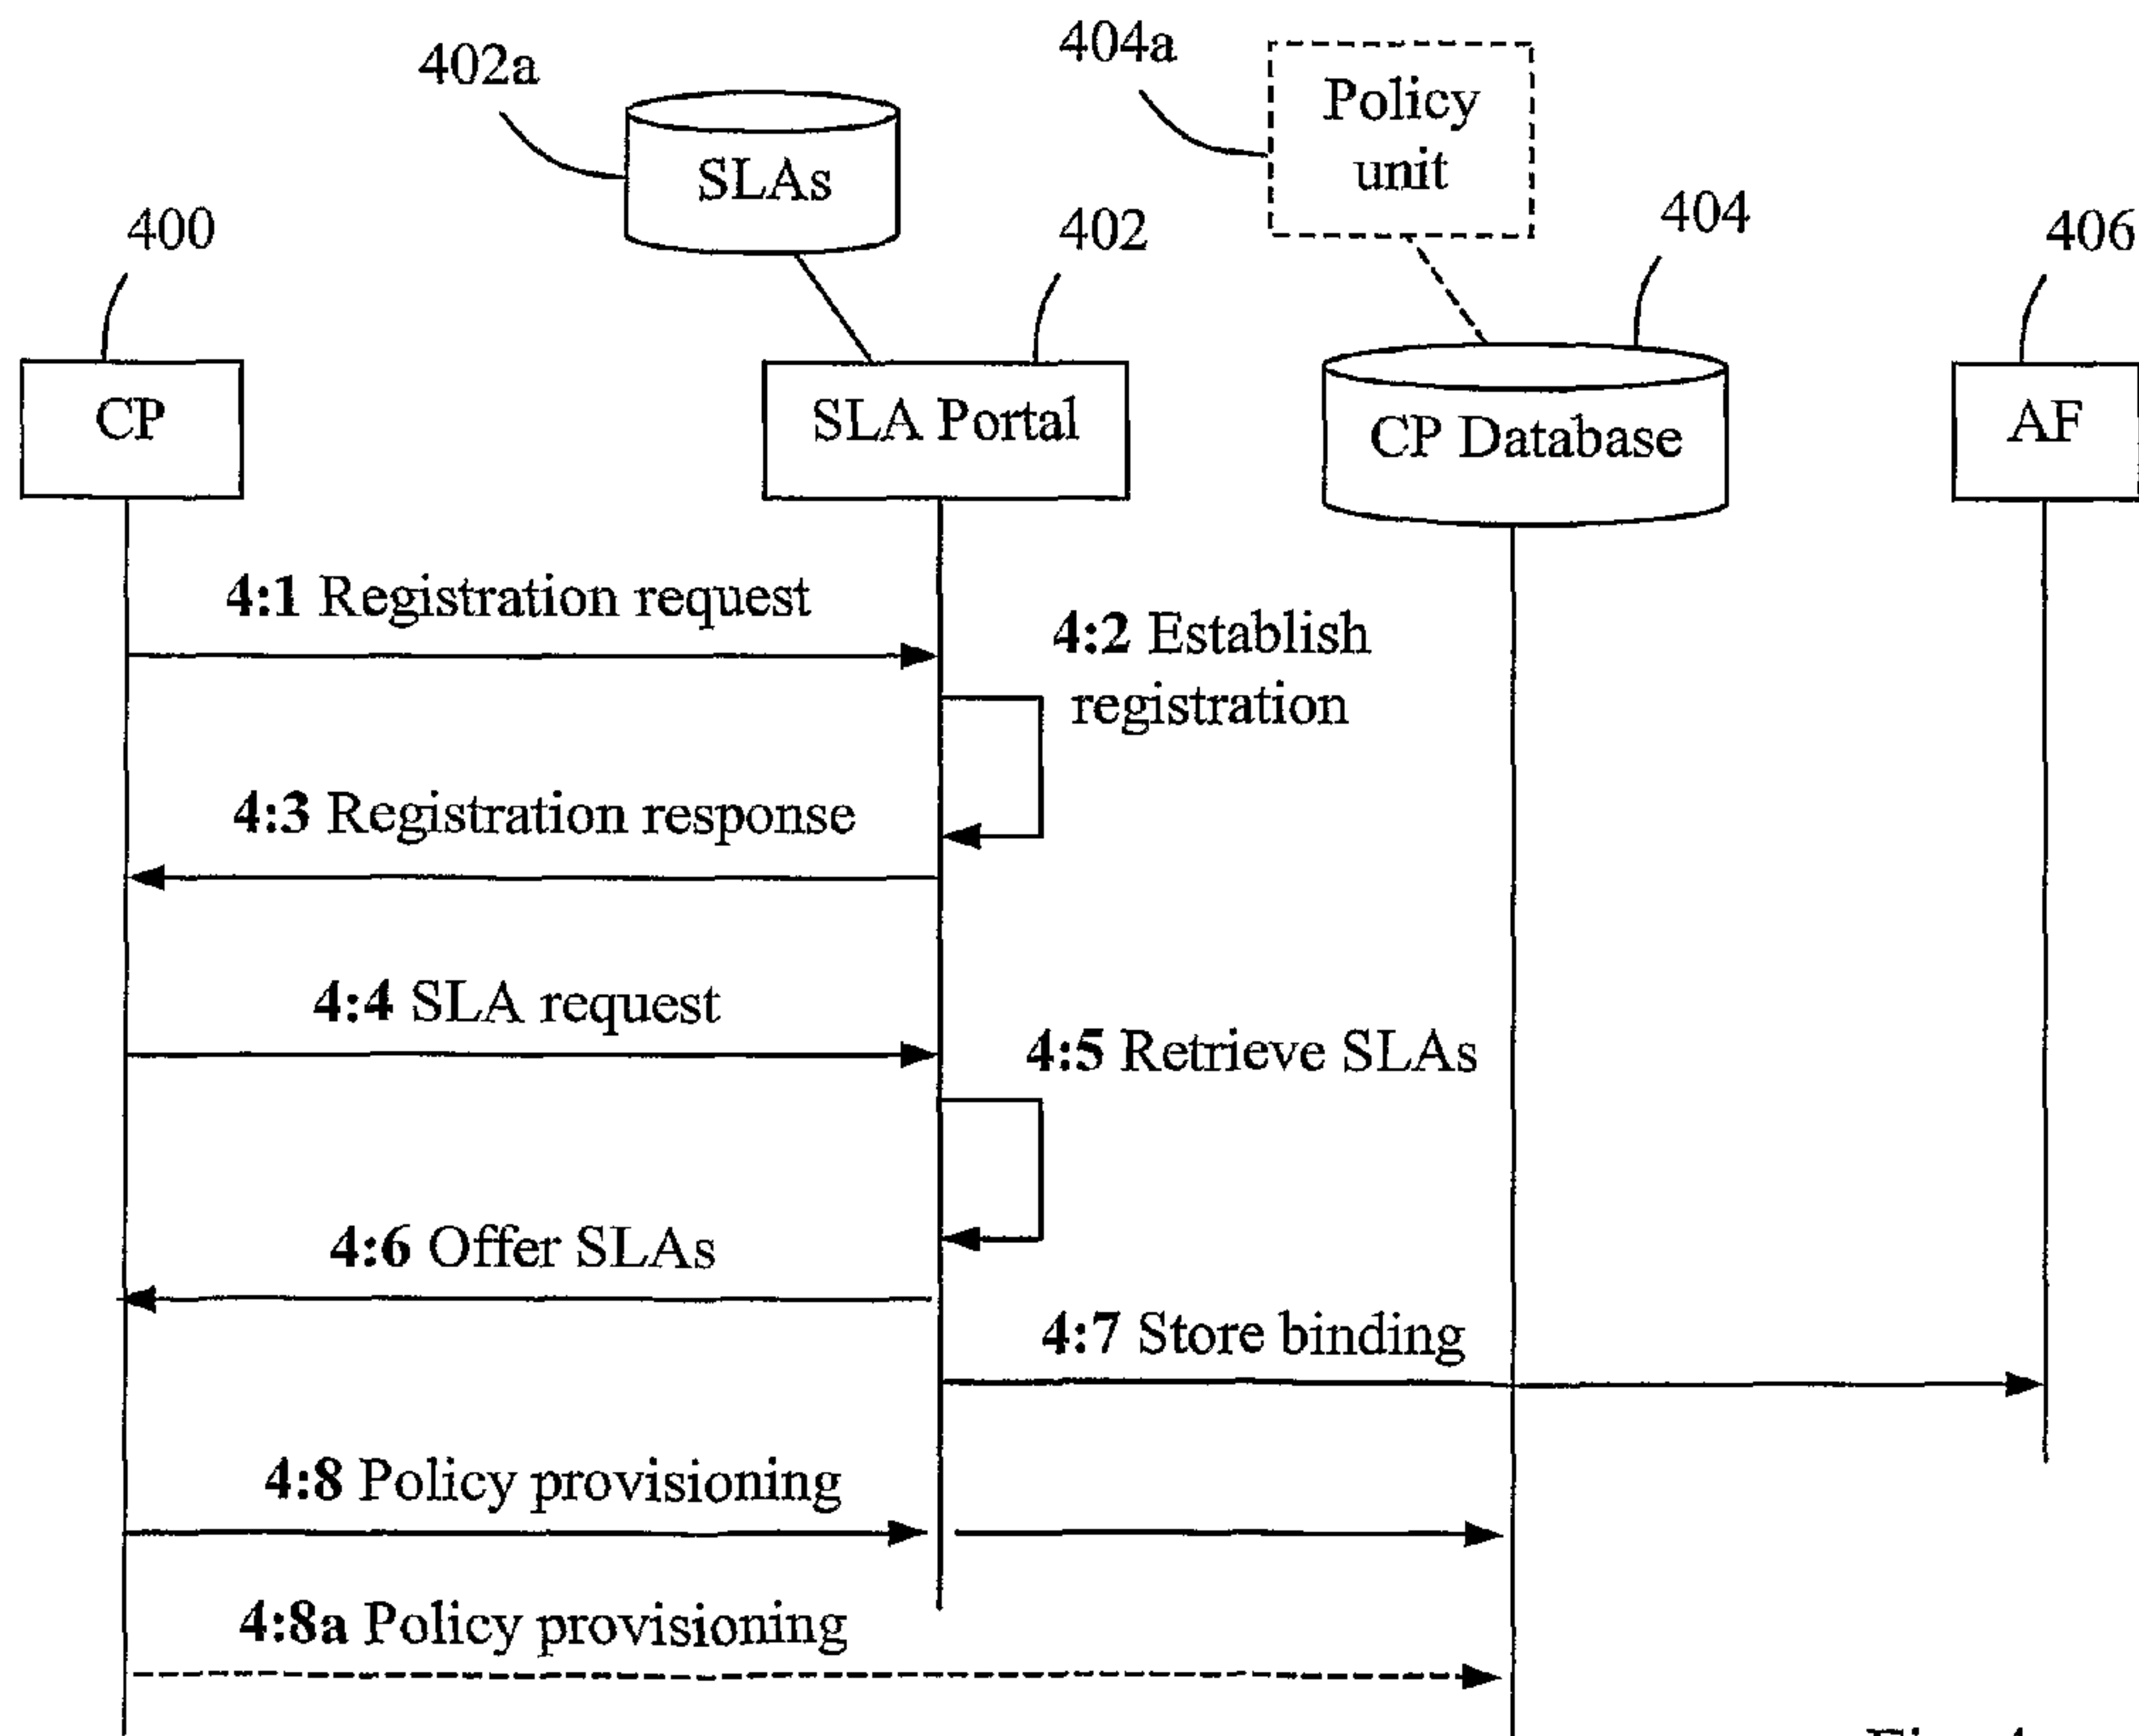 402a
404a
Policy
unit
SLAs
400
402
404
406
CP
SLA Portal
CP Database
AF
4:1 Registration request
4:2 Establish
registration
4:3 Registration response
4:4 SLA request
4:5 Retrieve SLAs
4:6 Offer SLAs
4:7 Store binding
4:8 Policy provisioning
4:8a Policy provisioning